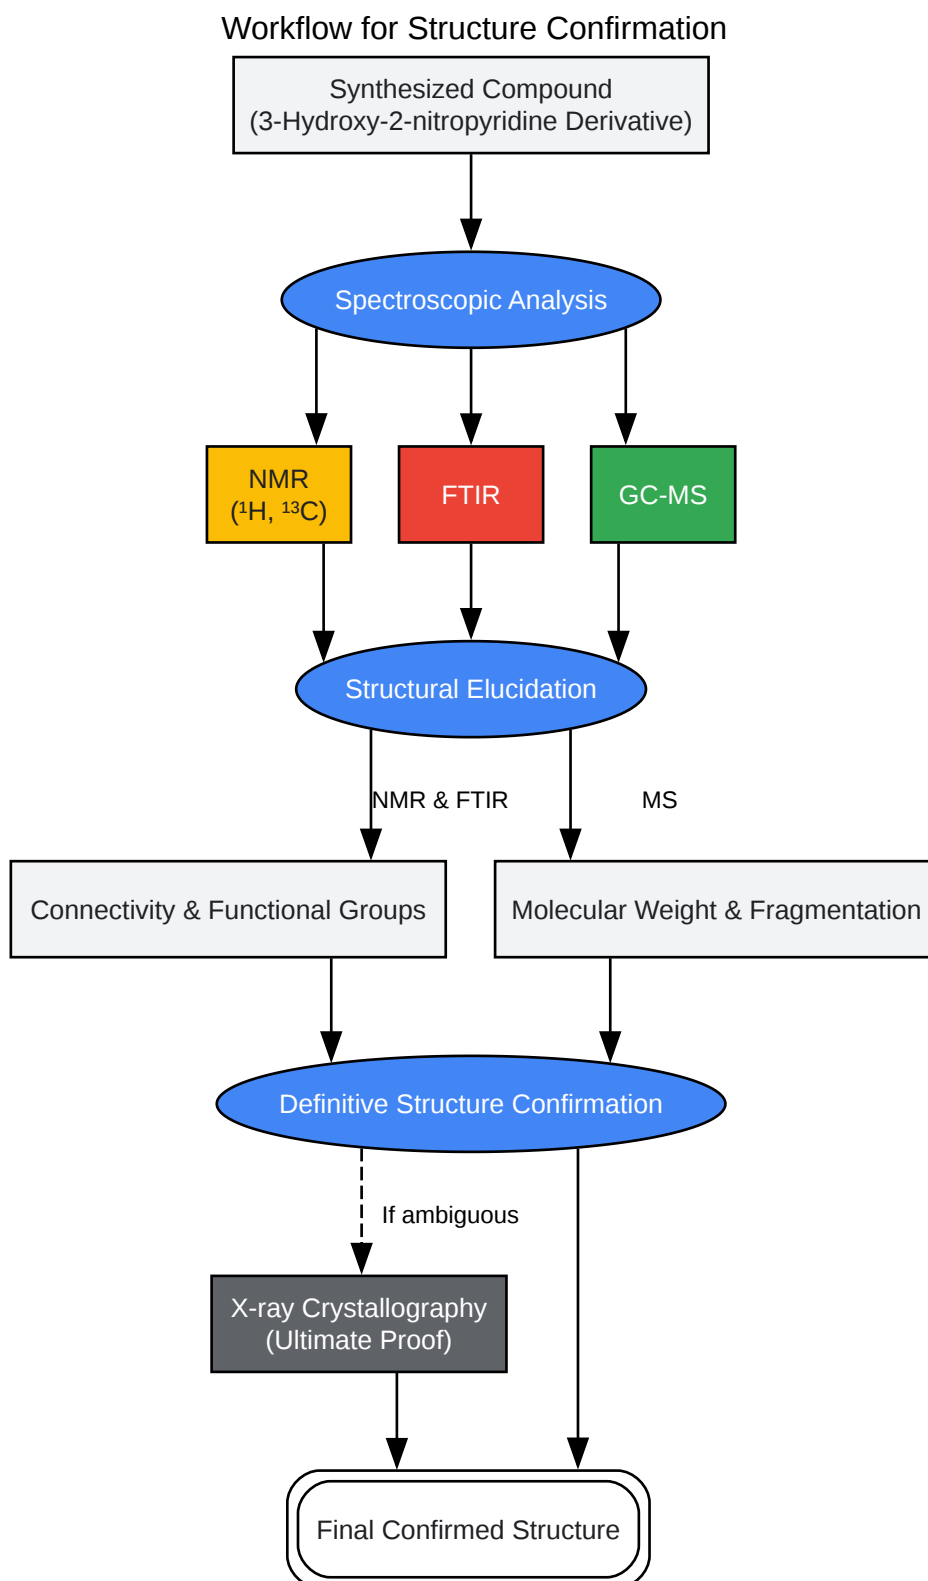 Workflow for Structure Confirmation
Synthesized Compound
(3-Hydroxy-2-nitropyridine Derivative)
Spectroscopic Analysis
NMR
(¹H, ¹³C)
FTIR
GC-MS
Structural Elucidation
NMR & FTIR
MS
Connectivity & Functional Groups
Molecular Weight & Fragmentation
Definitive Structure Confirmation
If ambiguous
X-ray Crystallography
(Ultimate Proof)
Final Confirmed Structure